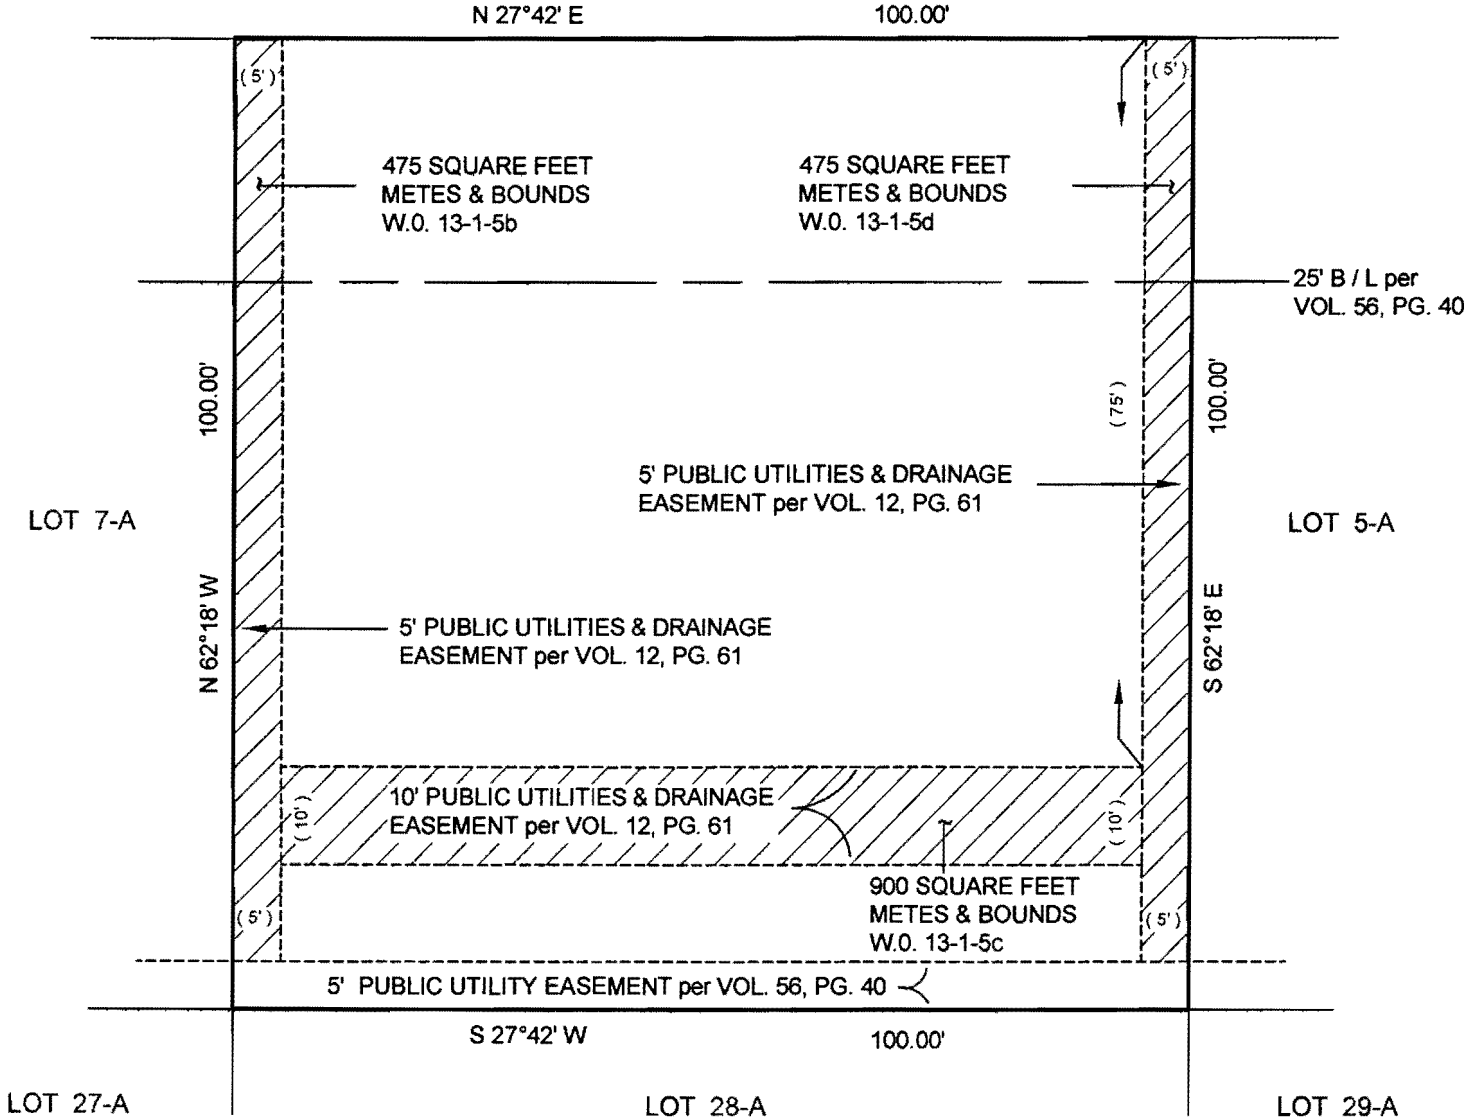 N 27°42' E 100.00'
( 5' ) ( 5' )
475 SQUARE FEET
METES & BOUNDS
W.0. 13-1-5b
475 SQUARE FEET
METES & BOUNDS
W.0. 13-1-5d
25' B / L per
VOL. 56, PG. 40
100.00'
( 75' )
100.00'
5' PUBLIC UTILITIES & DRAINAGE
EASEMENT per VOL. 12, PG. 61
LOT 7-A
LOT 5-A
N 62°18' W
5' PUBLIC UTILITIES & DRAINAGE
EASEMENT per VOL. 12, PG. 61
S 62°18' E
( 10' )
10' PUBLIC UTILITIES & DRAINAGE
EASEMENT per VOL. 12, PG. 61
( 10' )
900 SQUARE FEET
METES & BOUNDS
W.0. 13-1-5c
( 5' ) ( 5' )
5' PUBLIC UTILITY EASEMENT per VOL. 56, PG. 40
S 27°42' W 100.00'
LOT 27-A LOT 28-A LOT 29-A